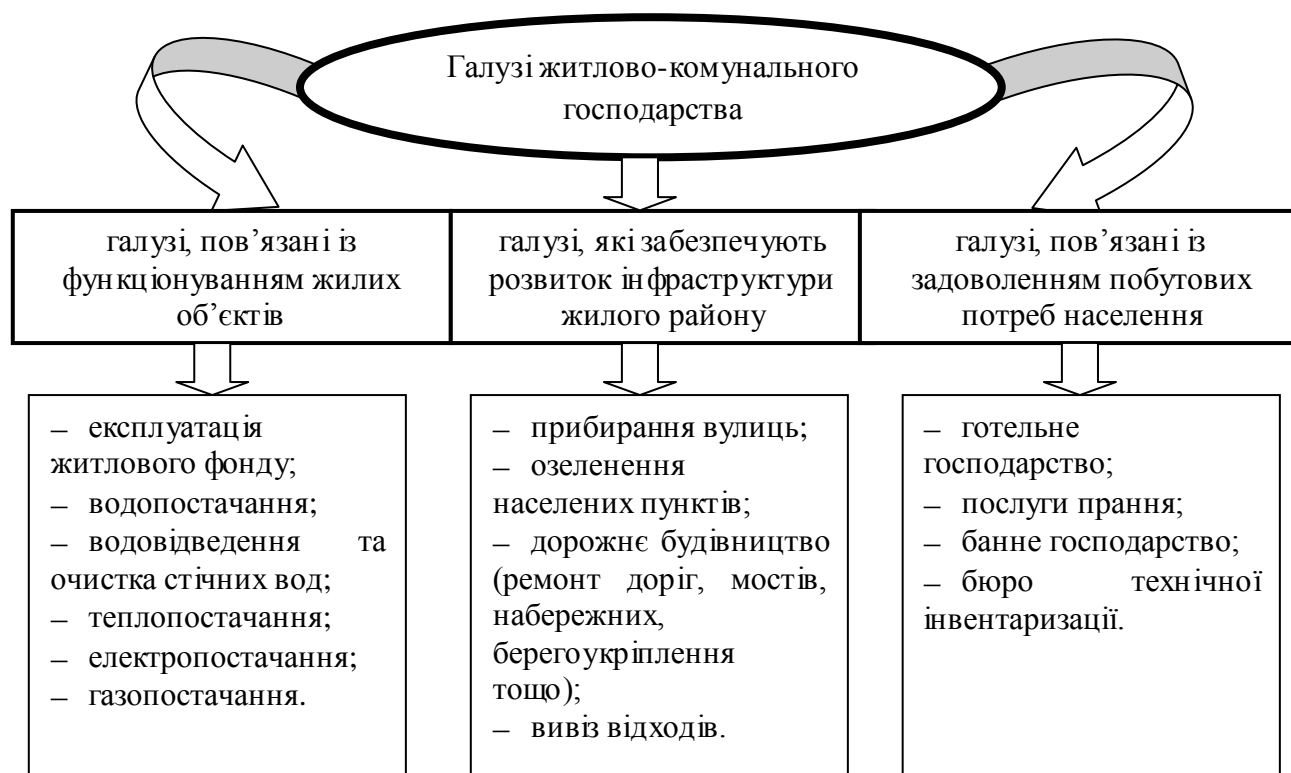 Галузі житлово-комунального
господарства
галузі, пов’язані із
функціонуванням жилих
об’єктів
галузі, які забезпечують
розвиток інфраструктури
жилого району
галузі, пов’язані із
задоволенням побутових
потреб населення
– експлуатація
житлового фонду;
– водопостачання;
– водовідведення та
очистка стічних вод;
– теплопостачання;
– електропостачання;
– газопостачання.
– прибирання вулиць;
– озеленення
населених пунктів;
– дорожнє будівництво
(ремонт доріг, мостів,
набережних,
берегоукріплення
тощо);
– вивіз відходів.
– готельне
господарство;
– послуги прання;
– банне господарство;
– бюро технічної
інвентаризації.